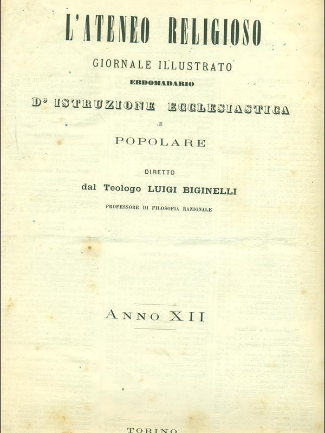 L'ATENEO RELIGIOSO
GIORNALE ILLUSTRATO
EBDOMADARIO
D'ISTRUZIONE ECCLESIASTICA
E
POPOLARE
DIRETTO
dal Teologo LUIGI BIGINELLI
PROFESSORE DI FILOSOFIA RAZIONALE
ANNO XII
TORINO